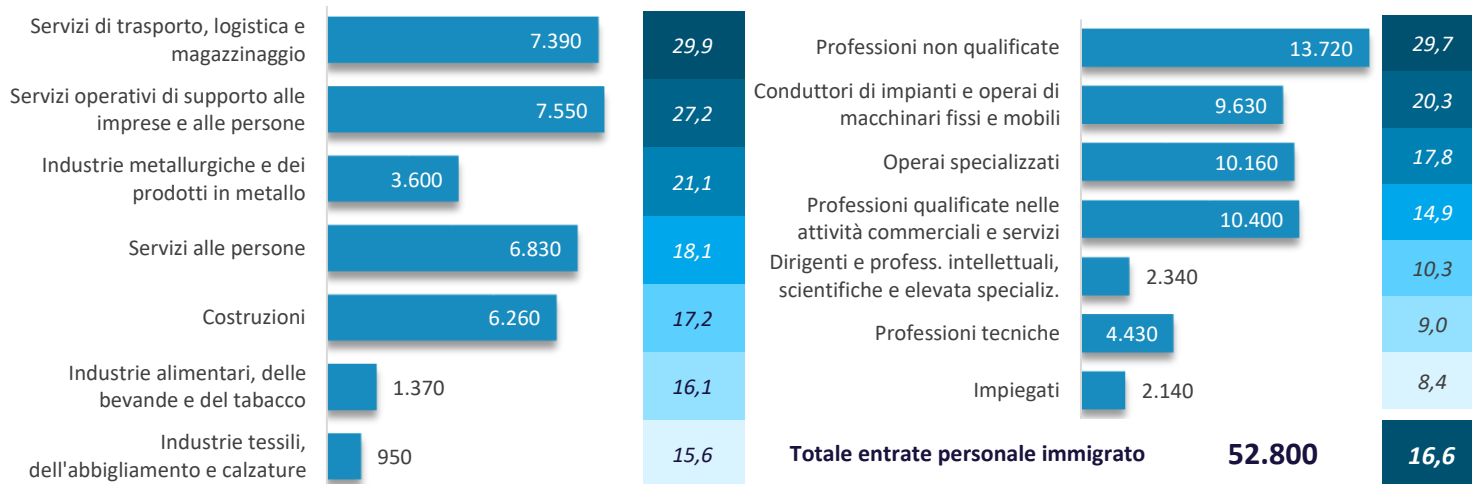 Servizi di trasporto, logistica e
magazzinaggio
7.390
29,9
Servizi operativi di supporto alle
imprese e alle persone
7.550
27,2
Industrie metallurgiche e dei
prodotti in metallo
3.600
21,1
Servizi alle persone
6.830
18,1
Costruzioni
6.260
17,2
Industrie alimentari, delle
bevande e del tabacco
1.370
16,1
Industrie tessili,
dell'abbigliamento e calzature
950
15,6
Professioni non qualificate
13.720
29,7
Conduttori di impianti e operai di
macchinari fissi e mobili
9.630
20,3
Operai specializzati
10.160
17,8
Professioni qualificate nelle
attività commerciali e servizi
10.400
14,9
Dirigenti e profess. intellettuali,
scientifiche e elevata specializ.
2.340
10,3
Professioni tecniche
4.430
9,0
Impiegati
2.140
8,4
Totale entrate personale immigrato 52.800 16,6